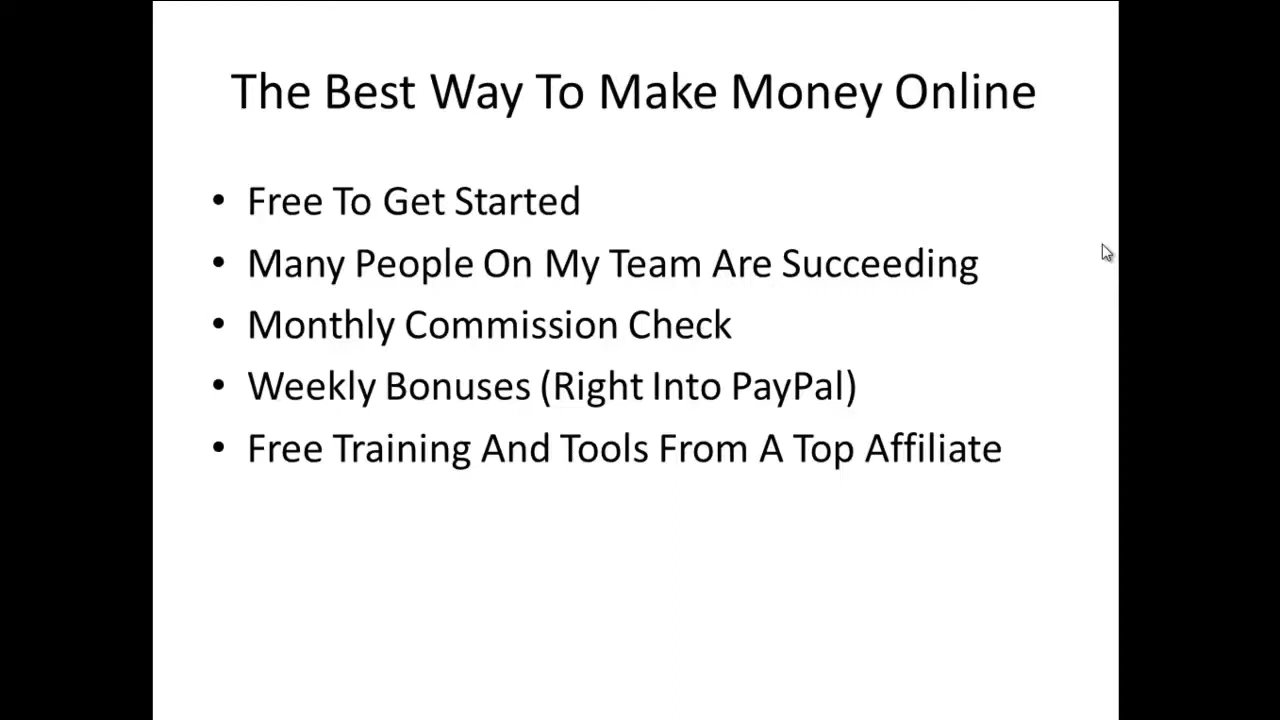 The Best Way To Make Money Online
• Free To Get Started
• Many People On My Team Are Succeeding
• Monthly Commission Check
• Weekly Bonuses (Right Into PayPal)
• Free Training And Tools From A Top Affiliate